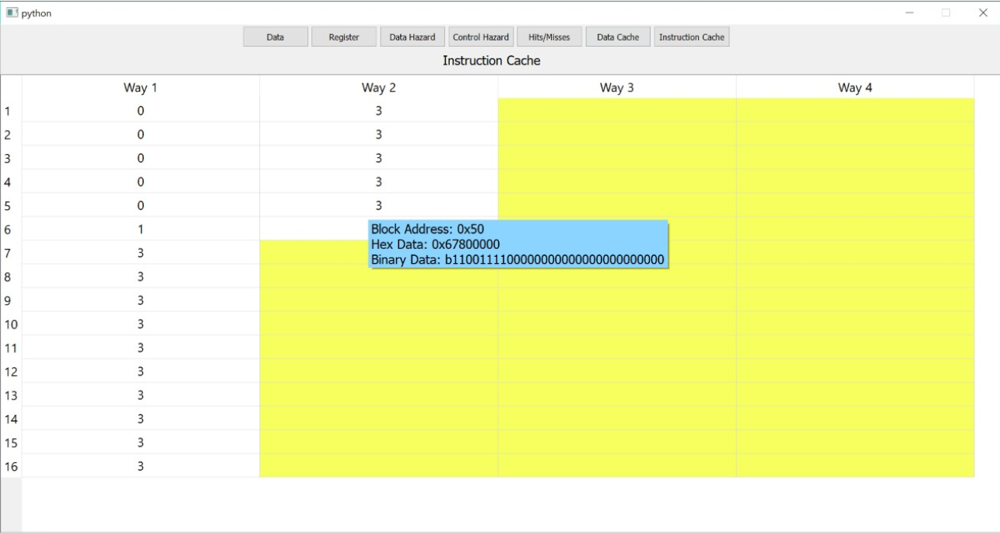 python
Data Register Data Hazard Control Hazard Hits/Misses Data Cache Instruction Cache
Instruction Cache
Way 1 Way 2 Way 3 Way 4
1 0 3
2 0 3
3 0 3
4 0 3
5 0 3
6 1
Block Address: 0x50
Hex Data: 0x67800000
Binary Data: b1100111100000000000000000000000
7 3
8 3
9 3
10 3
11 3
12 3
13 3
14 3
15 3
16 3